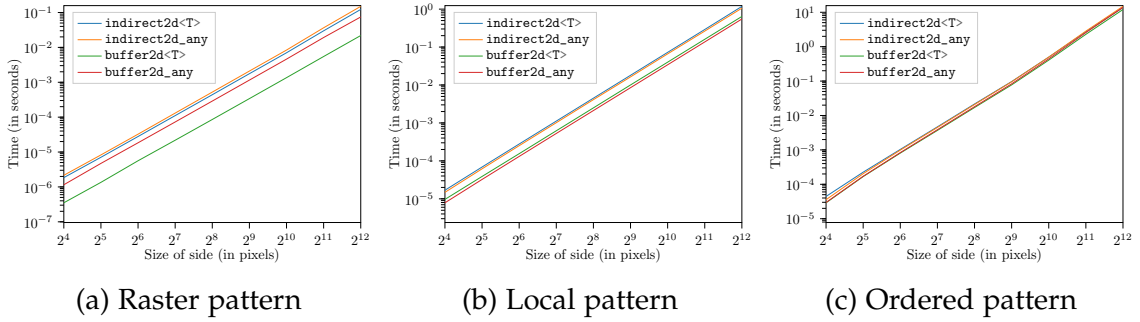 10^{-1}
10^{-2}
10^{-3}
10^{-4}
10^{-5}
10^{-6}
10^{-7}
Time (in seconds)
indirect2d<T>
indirect2d_any
buffer2d<T>
buffer2d_any
2^4 2^5 2^6 2^7 2^8 2^9 2^{10} 2^{11} 2^{12}
Size of side (in pixels)
(a) Raster pattern
10^0
10^{-1}
10^{-2}
10^{-3}
10^{-4}
10^{-5}
Time (in seconds)
indirect2d<T>
indirect2d_any
buffer2d<T>
buffer2d_any
2^4 2^5 2^6 2^7 2^8 2^9 2^{10} 2^{11} 2^{12}
Size of side (in pixels)
(b) Local pattern
10^1
10^0
10^{-1}
10^{-2}
10^{-3}
10^{-4}
10^{-5}
Time (in seconds)
indirect2d<T>
indirect2d_any
buffer2d<T>
buffer2d_any
2^4 2^5 2^6 2^7 2^8 2^9 2^{10} 2^{11} 2^{12}
Size of side (in pixels)
(c) Ordered pattern